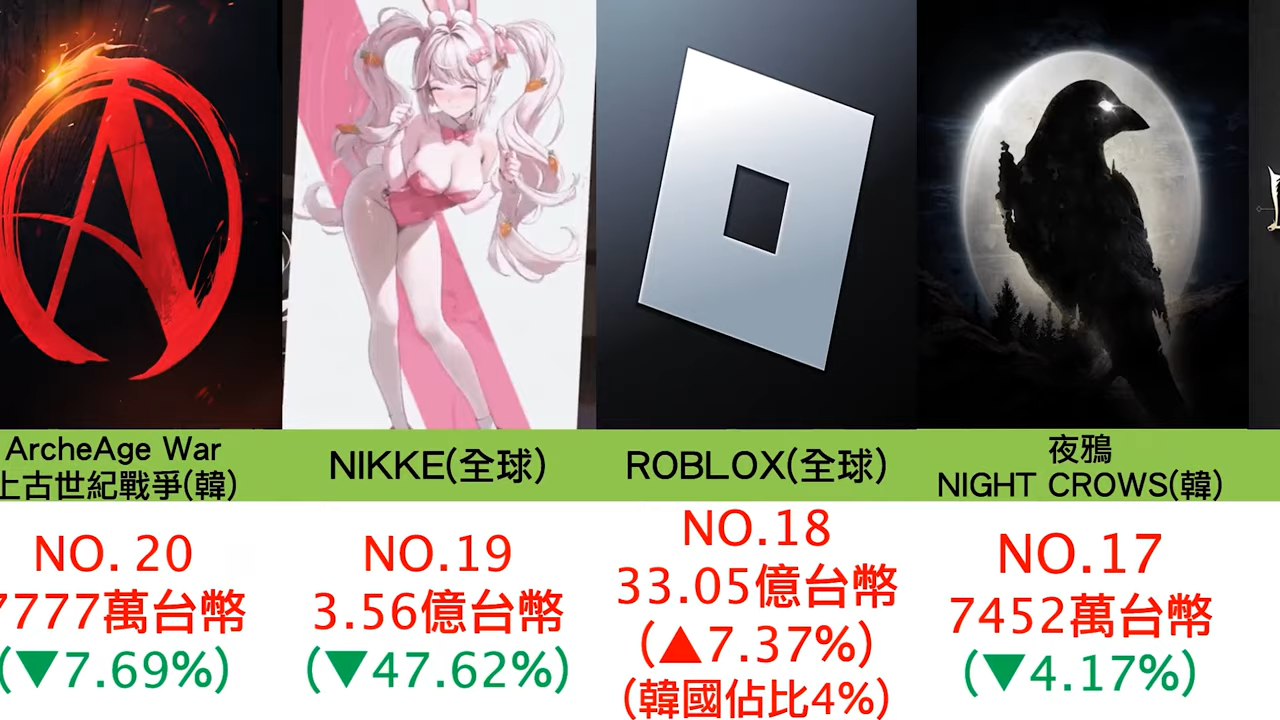 ArcheAge War
上古世紀戰爭(韓)
NO. 20
7777萬台幣
(▼7.69%)
NIKKE(全球)
NO.19
3.56億台幣
(▼47.62%)
ROBLOX(全球)
NO.18
33.05億台幣
(▲7.37%)
(韓國佔比4%)
夜鴉
NIGHT CROWS(韓)
NO.17
7452萬台幣
(▼4.17%)